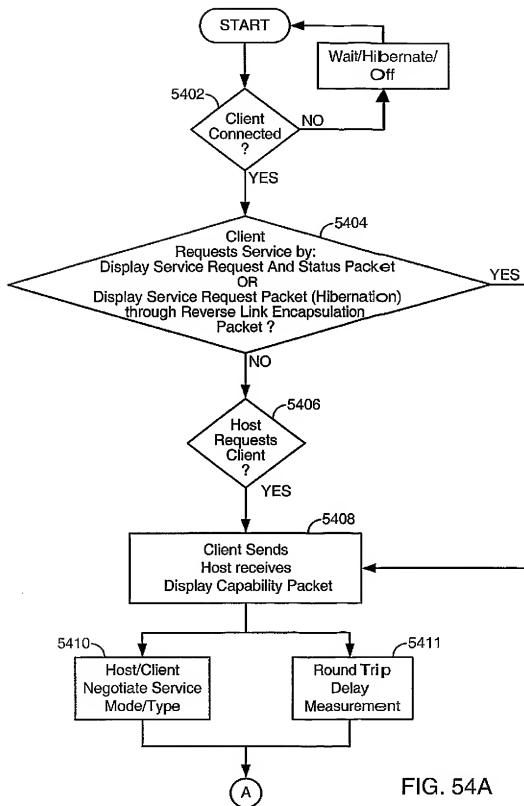 START
Wait/Hibernate/
Off
5402
Client
Connected
?
NO
YES
5404
Client
Requests Service by:
Display Service Request And Status Packet
OR
Display Service Request Packet (Hibernation)
through Reverse Link Encapsulation
Packet ?
YES
NO
5406
Host
Requests
Client
?
YES
5408
Client Sends
Host receives
Display Capability Packet
5410
Host/Client
Negotiate Service
Mode/Type
5411
Round Trip
Delay
Measurement
A
FIG. 54A